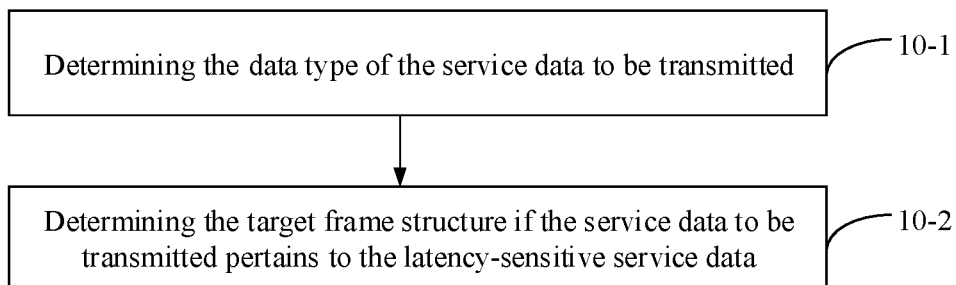 Determining the data type of the service data to be transmitted
10-1
Determining the target frame structure if the service data to be
transmitted pertains to the latency-sensitive service data
10-2